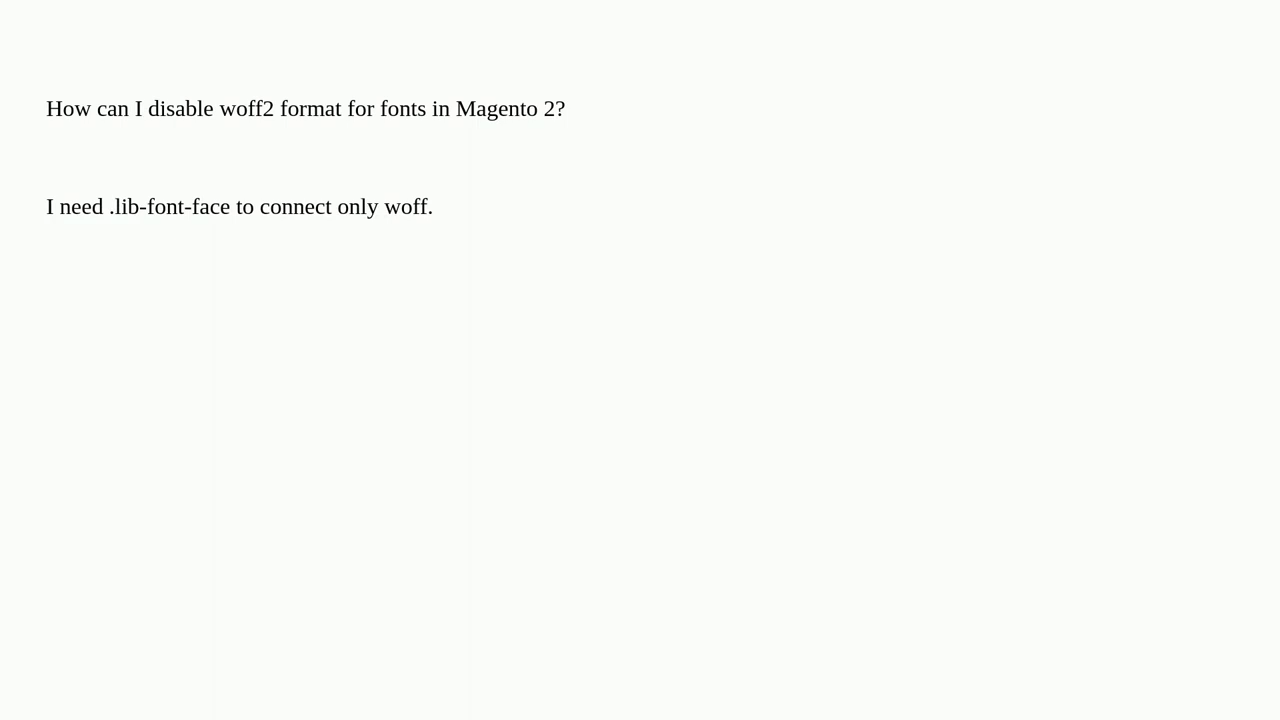 How can I disable woff2 format for fonts in Magento 2?
I need .lib-font-face to connect only woff.